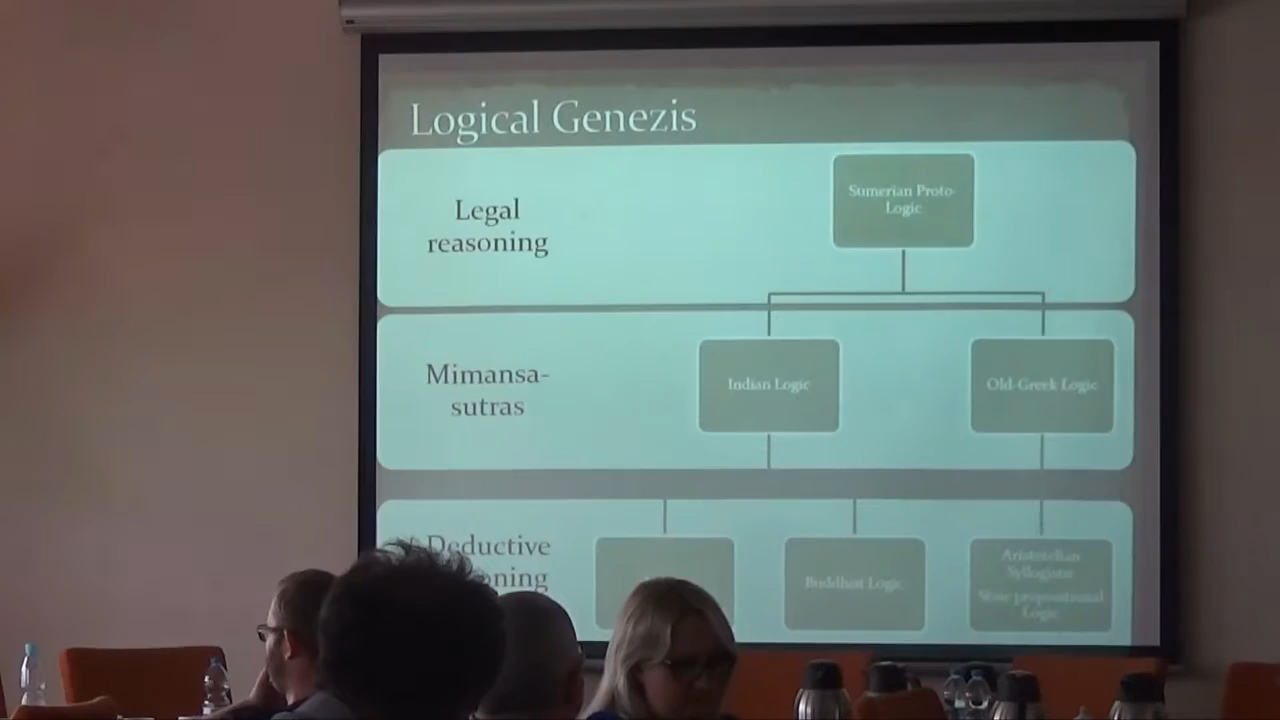 Logical Genezis
Legal
reasoning
Sumerian Proto-
Logic
Mimansa-
sutras
Indian Logic
Old-Greek Logic
Deductive
Buddhist Logic
Aristotelian
Syllogistic
Stoic propositional
Logic